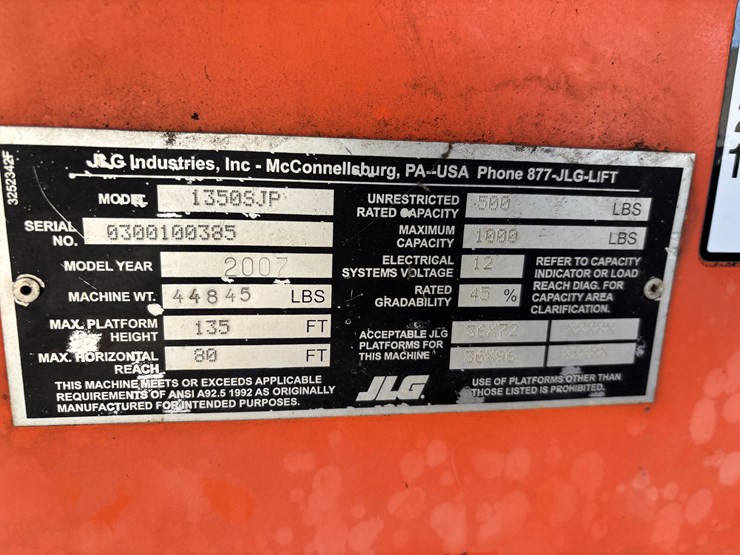 3252342F
JLG Industries, Inc - McConnellsburg, PA--USA Phone 877-JLG-LIFT
MODEL 1350SJP
SERIAL NO. 0300100385
MODEL YEAR 2007
MACHINE WT. 44845 LBS
MAX. PLATFORM HEIGHT 135 FT
MAX. HORIZONTAL REACH 80 FT
THIS MACHINE MEETS OR EXCEEDS APPLICABLE
REQUIREMENTS OF ANSI A92.5 1992 AS ORIGINALLY
MANUFACTURED FOR INTENDED PURPOSES.
UNRESTRICTED
RATED CAPACITY 500 LBS
MAXIMUM
CAPACITY 1000 LBS
ELECTRICAL
SYSTEMS VOLTAGE 12
RATED
GRADABILITY 45 %
REFER TO CAPACITY
INDICATOR OR LOAD
REACH DIAG. FOR
CAPACITY AREA
CLARIFICATION.
ACCEPTABLE JLG
PLATFORMS FOR
THIS MACHINE
36X72
36X96
JLG.
USE OF PLATFORMS OTHER THAN
THOSE LISTED IS PROHIBITED.